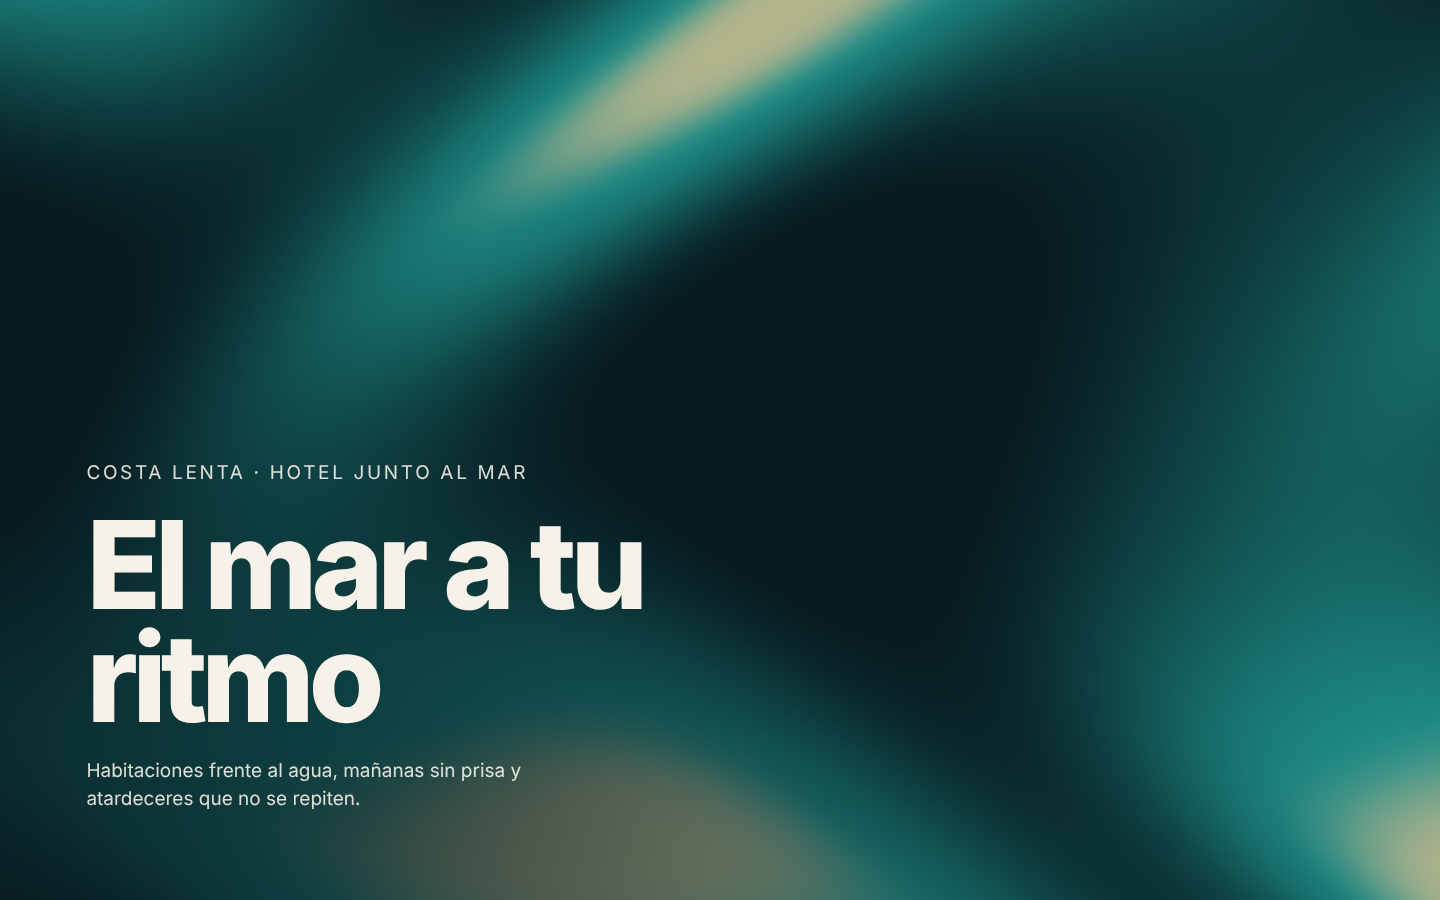 COSTA LENTA · HOTEL JUNTO AL MAR
El mar a tu
ritmo
Habitaciones frente al agua, mañanas sin prisa y
atardeceres que no se repiten.